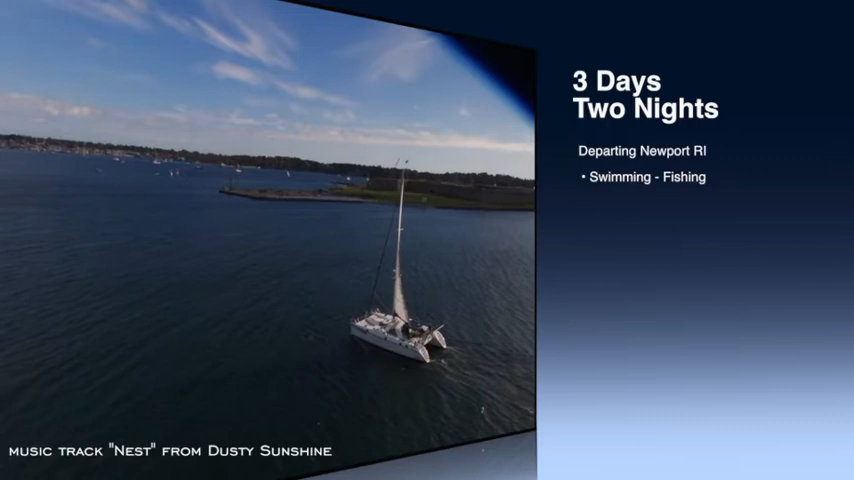 3 Days
Two Nights
Departing Newport RI
• Swimming - Fishing
MUSIC TRACK "NEST" FROM DUSTY SUNSHINE